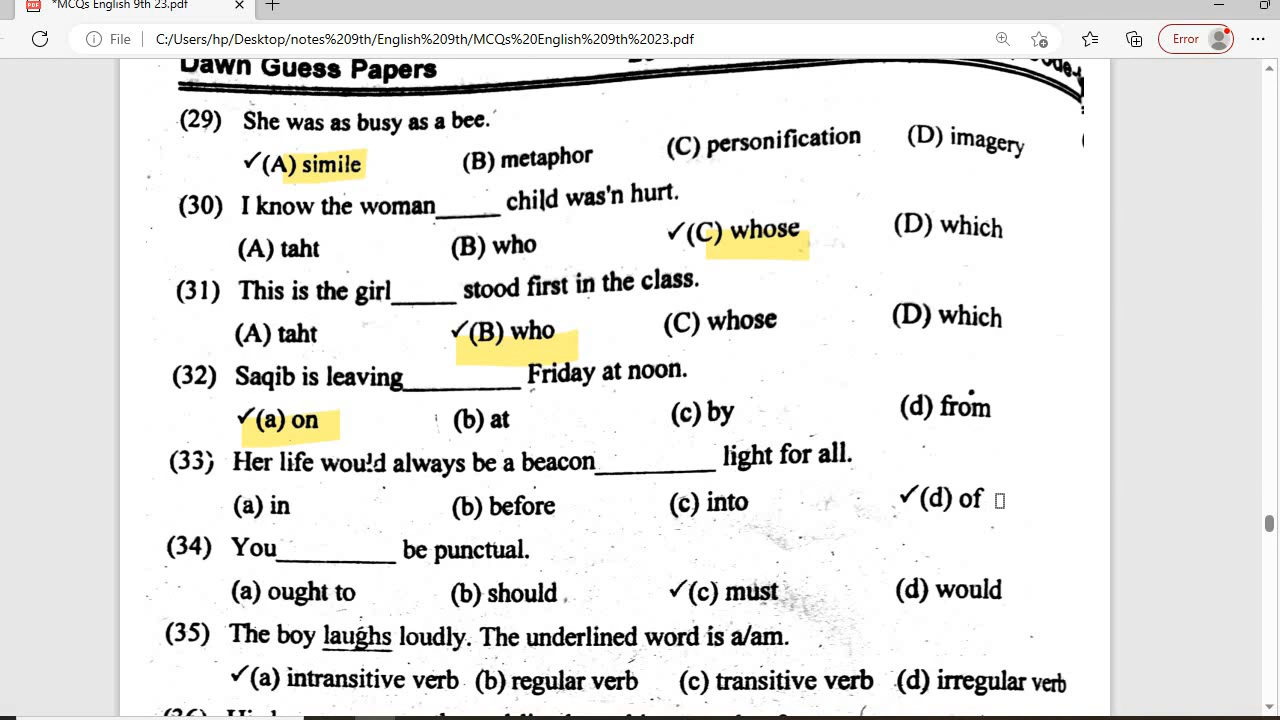 *MCQs English 9th 23.pdf
File C:/Users/hp/Desktop/notes%209th/English%209th/MCQs%20English%209th%2023.pdf Error
Dawn Guess Papers
(29) She was as busy as a bee.
✓(A) simile (B) metaphor (C) personification (D) imagery
(30) I know the woman_____ child was'n hurt.
(A) taht (B) who ✓(C) whose (D) which
(31) This is the girl_____ stood first in the class.
(A) taht ✓(B) who (C) whose (D) which
(32) Saqib is leaving_________ Friday at noon.
✓(a) on (b) at (c) by (d) from
(33) Her life would always be a beacon_________ light for all.
(a) in (b) before (c) into ✓(d) of
(34) You_________ be punctual.
(a) ought to (b) should ✓(c) must (d) would
(35) The boy laughs loudly. The underlined word is a/am.
✓(a) intransitive verb (b) regular verb (c) transitive verb (d) irregular verb